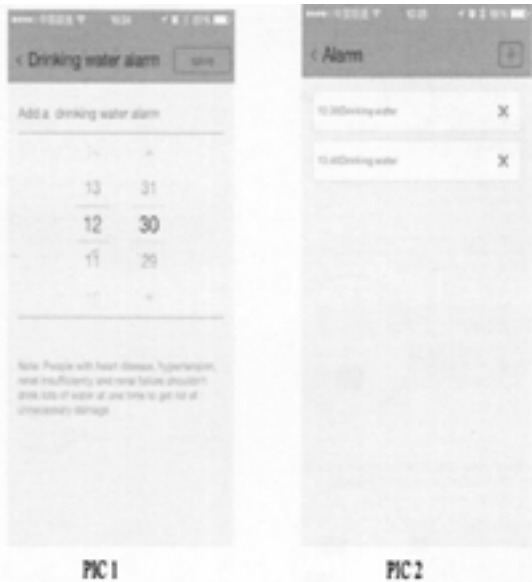 < Drinking water alarm save
Add a drinking water alarm
13 31
12 30
11 29
Note: People with heart disease, hypertension,
renal insufficiency and renal failure shouldn't
drink lots of water at one time to get rid of
unnecessary damage.
PIC 1
< Alarm +
10:30Drinking water X
Drinking water X
PIC 2